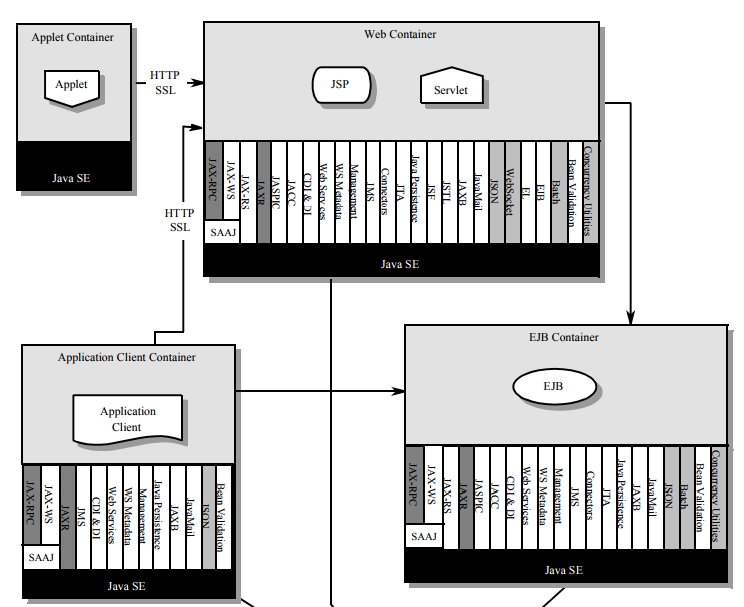 Applet Container
Applet
Java SE
HTTP
SSL
Web Container
JSP
Servlet
JAX-RPC
JAX-WS
JAX-RS
JAXR
JASPIC
JACC
CDI & DI
Web Services
WS Metadata
Management
JMS
Connectors
JTA
Java Persistence
JSF
JSTL
JAXB
JavaMail
JSON
WebSocket
EL
EJB
Batch
Bean Validation
Concurrency Utilities
SAAJ
Java SE
HTTP
SSL
Application Client Container
Application
Client
JAX-RPC
JAX-WS
JAXR
JMS
CDI & DI
Web Services
WS Metadata
Management
Java Persistence
JAXB
JavaMail
JSON
Bean Validation
SAAJ
Java SE
EJB Container
EJB
JAX-RPC
JAX-WS
JAX-RS
JAXR
JASPIC
JACC
CDI & DI
Web Services
WS Metadata
Management
JMS
Connectors
JTA
Java Persistence
JAXB
JavaMail
JSON
Batch
Bean Validation
Concurrency Utilities
SAAJ
Java SE